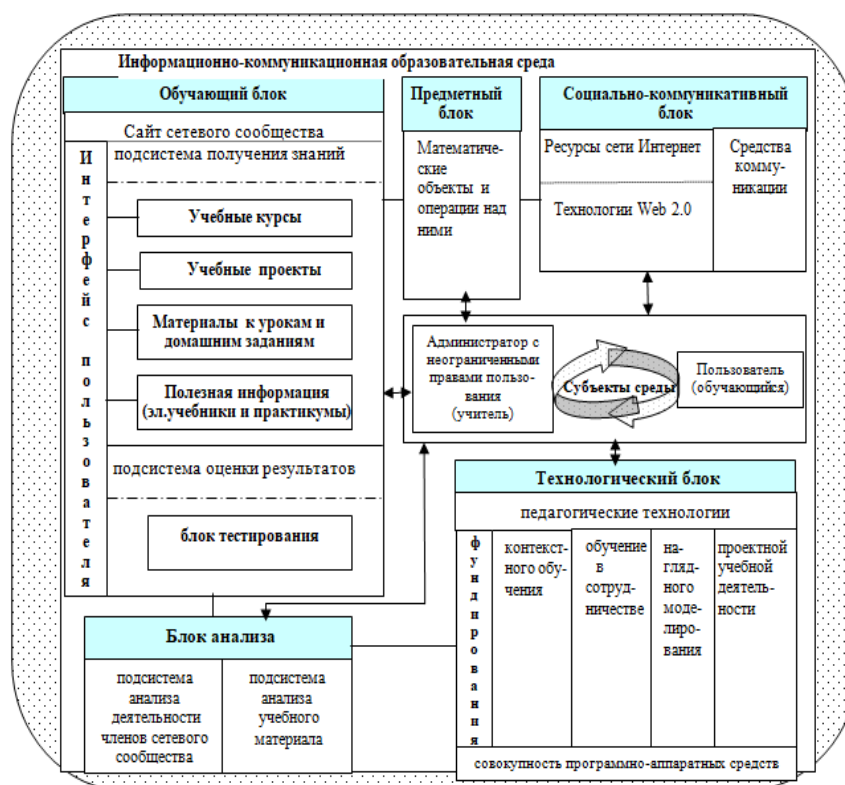 Информационно-коммуникационная образовательная среда
Обучающий блок
Сайт сетевого сообщества
Интерфейс пользователя
подсистема получения знаний
Учебные курсы
Учебные проекты
Материалы к урокам и
домашним заданиям
Полезная информация
(эл.учебники и практикумы)
подсистема оценки результатов
блок тестирования
Предметный
блок
Математиче-
ские
объекты и
операции над
ними
Социально-коммуникативный
блок
Ресурсы сети Интернет
Технологии Web 2.0
Средства
комму-
никации
Администратор с
неограниченными
правами пользо-
вания
(учитель)
Субъекты среды
Пользователь
(обучающийся)
Технологический блок
педагогические технологии
фундирования
контекст-
ного обу-
чения
обучение
в
сотруд-
ничестве
на-
гляд-
ного
моде-
лиро-
вания
проектной
учебной
деятель-
ности
совокупность программно-аппаратных средств
Блок анализа
подсистема
анализа
деятельности
членов сетевого
сообщества
подсистема
анализа
учебного
материала